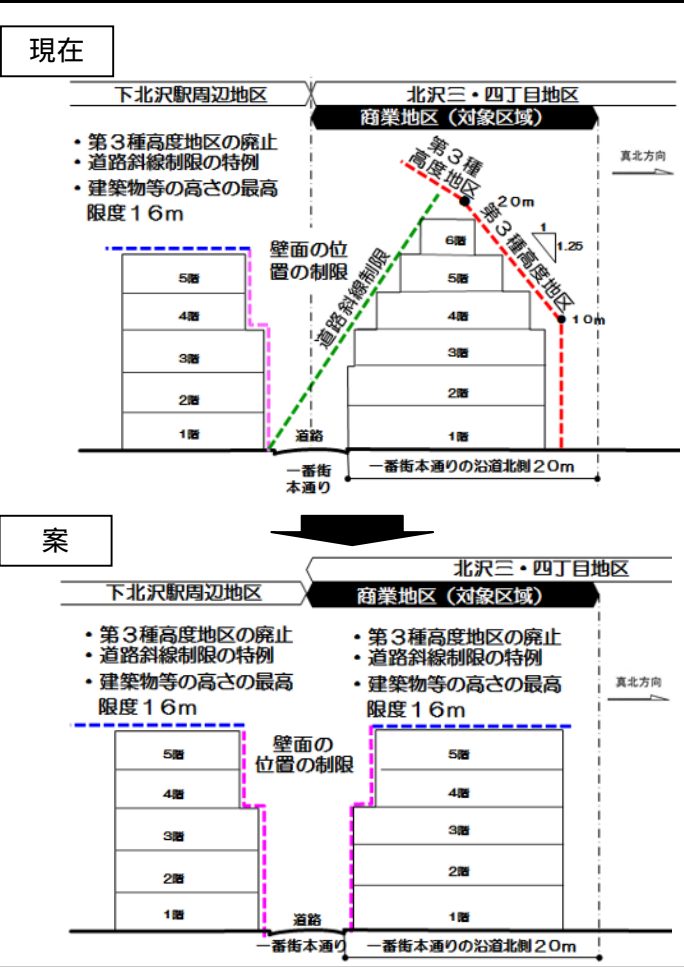 現在
下北沢駅周辺地区
北沢三・四丁目地区
商業地区（対象区域）
・第３種高度地区の廃止
・道路斜線制限の特例
・建築物等の高さの最高
限度１６ｍ
真北方向
第３種
高度地区
20m
第３種高度地区
1
1.25
10m
壁面の位
置の制限
道路斜線制限
5階
4階
3階
2階
1階
6階
5階
4階
3階
2階
1階
道路
一番街
本通り
一番街本通りの沿道北側20m
案
北沢三・四丁目地区
下北沢駅周辺地区
商業地区（対象区域）
・第３種高度地区の廃止
・道路斜線制限の特例
・建築物等の高さの最高
限度１６ｍ
・第３種高度地区の廃止
・道路斜線制限の特例
・建築物等の高さの最高
限度１６ｍ
真北方向
壁面の
位置の制限
5階
4階
3階
2階
1階
5階
4階
3階
2階
1階
道路
一番街本通り
一番街本通りの沿道北側20m